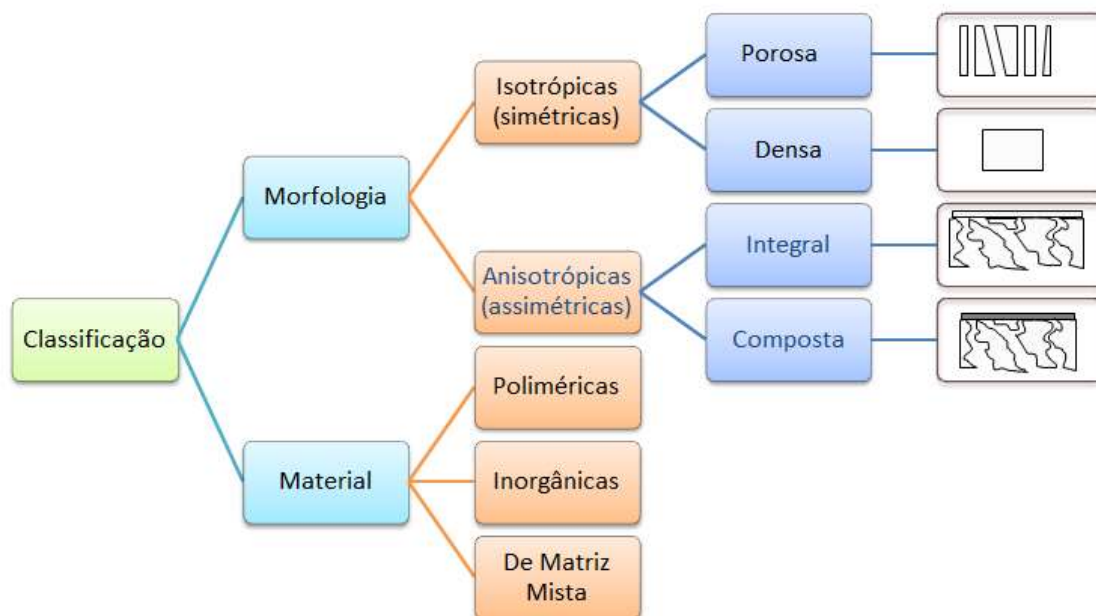 Classificação
Morfologia
Isotrópicas
(simétricas)
Porosa
Densa
Anisotrópicas
(assimétricas)
Integral
Composta
Material
Poliméricas
Inorgânicas
De Matriz
Mista